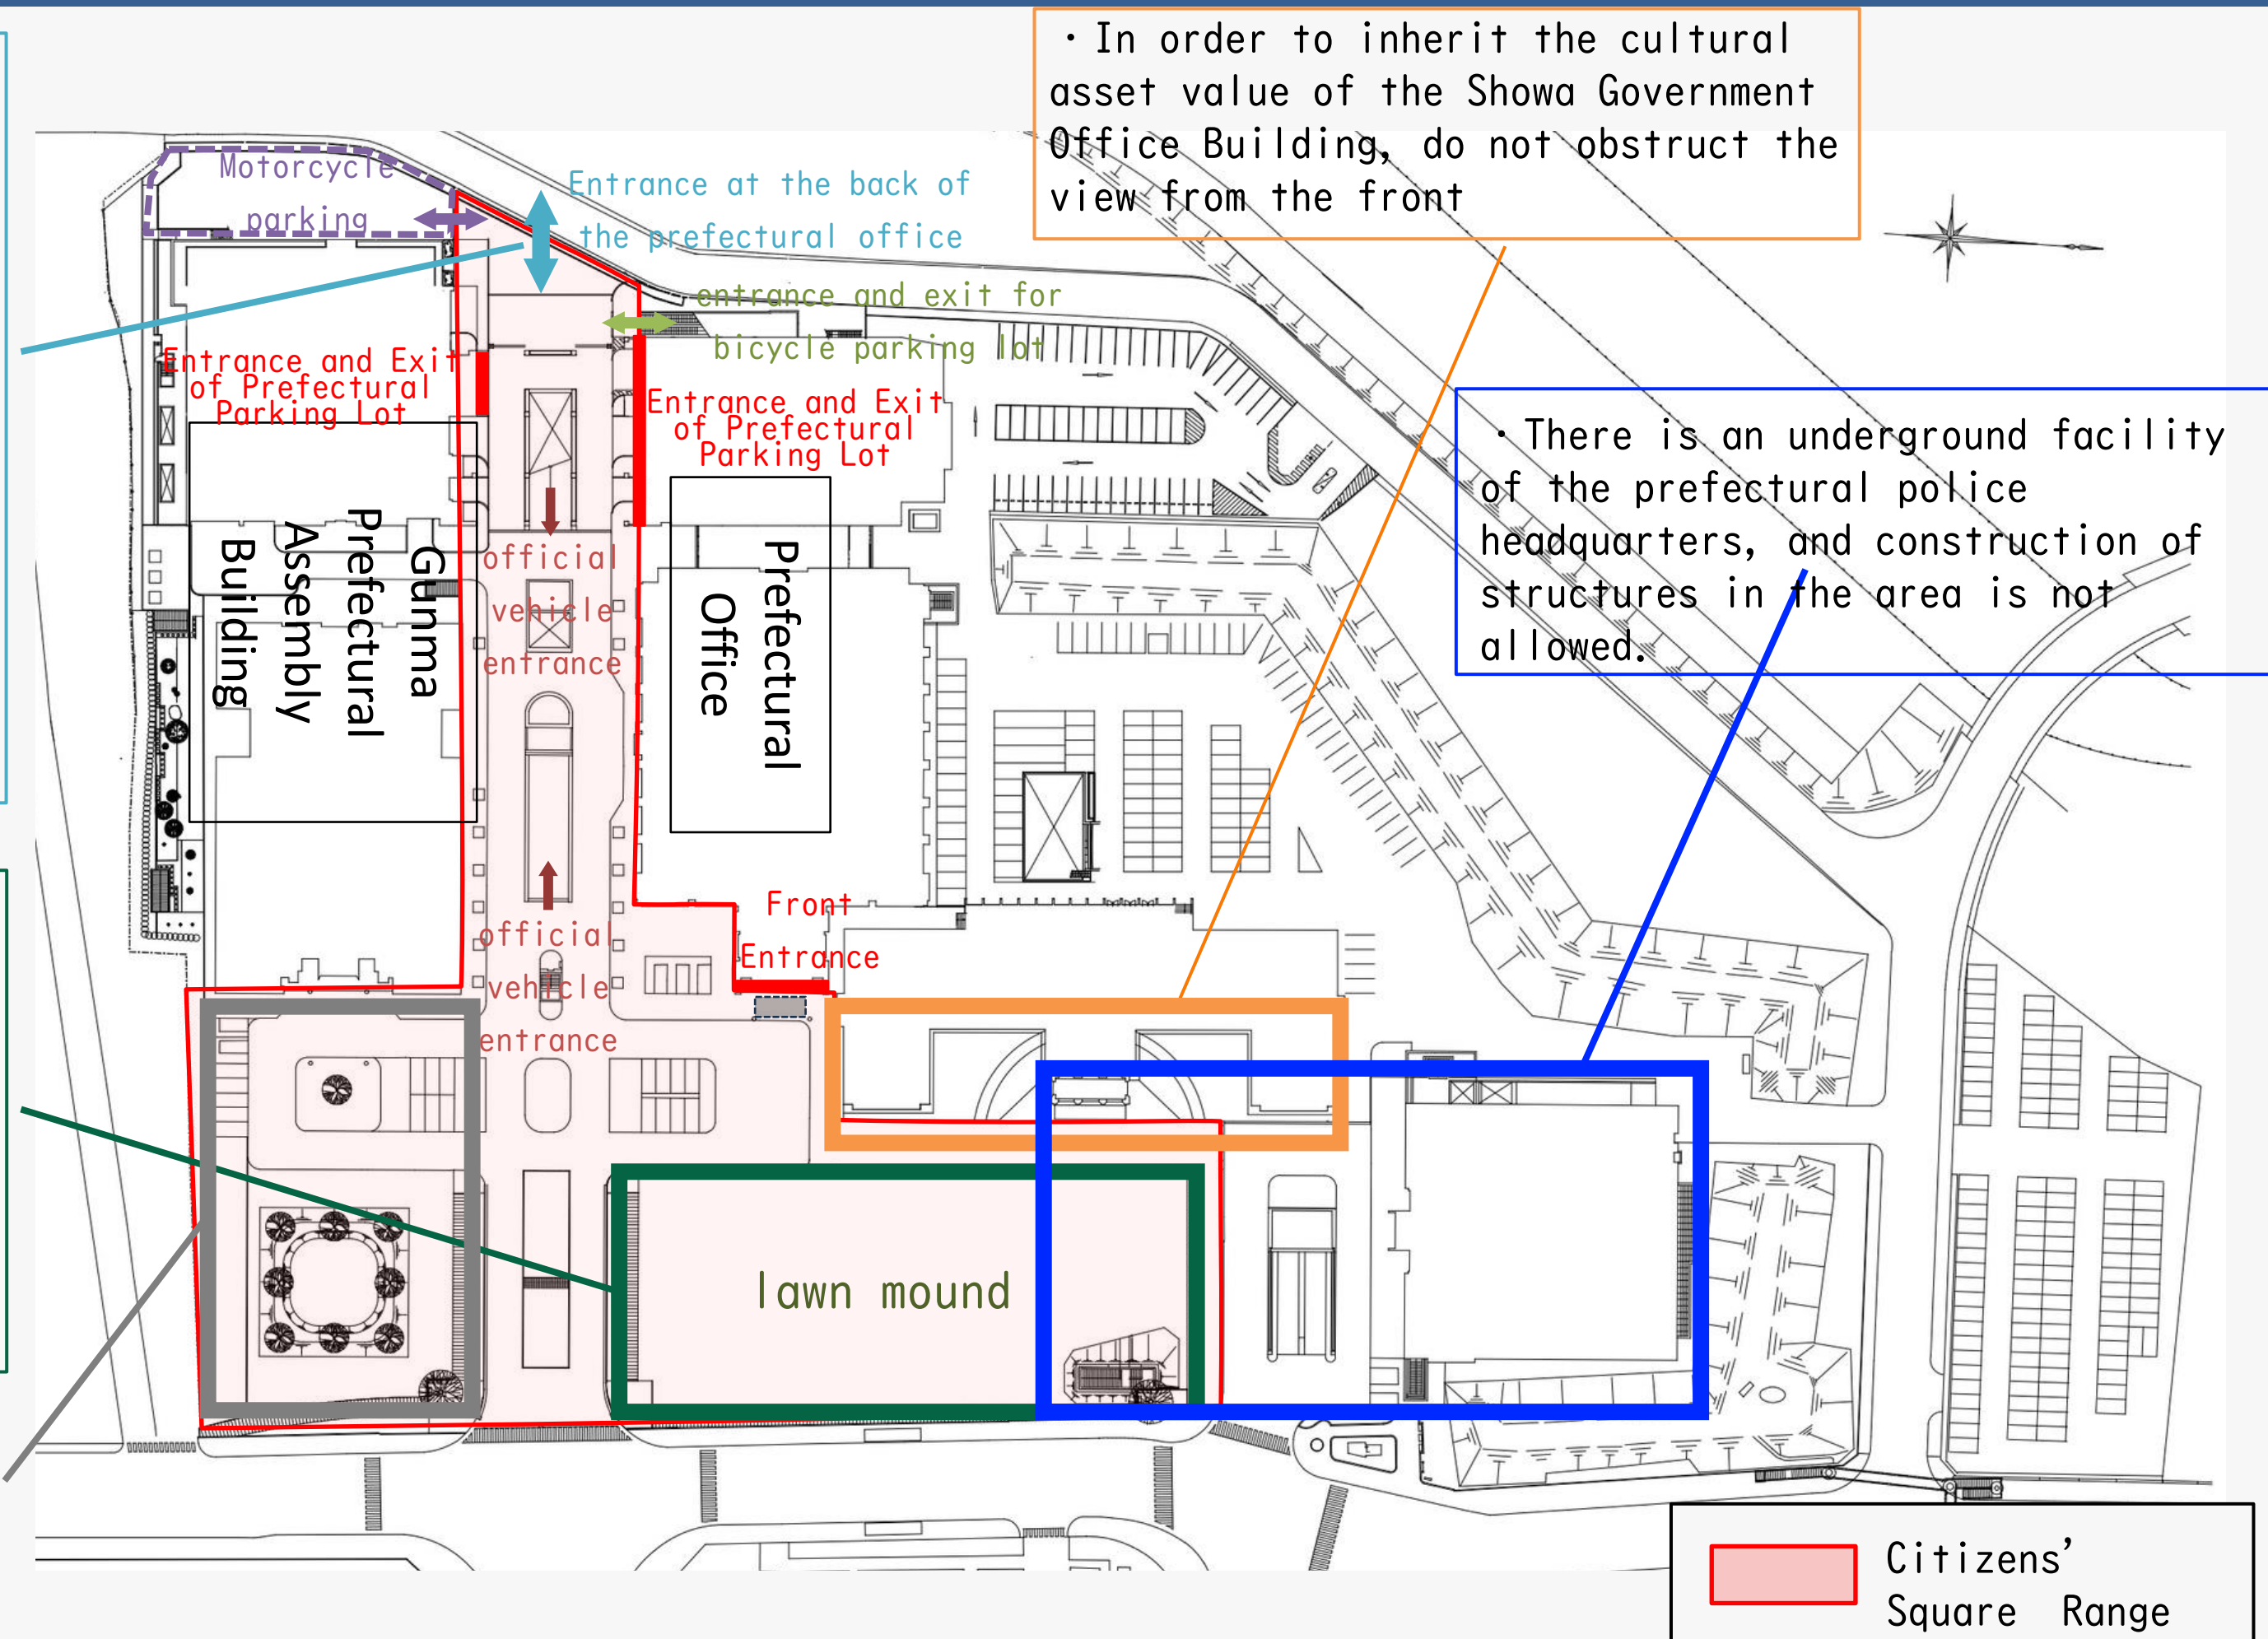 ・In order to inherit the cultural
asset value of the Showa Government
Office Building, do not obstruct the
view from the front
Motorcycle
parking
Entrance at the back of
the prefectural office
entrance and exit for
bicycle parking lot
Entrance and Exit
of Prefectural
Parking Lot
Entrance and Exit
of Prefectural
Parking Lot
・There is an underground facility
of the prefectural police
headquarters, and construction of
structures in the area is not
allowed.
Gunma
Prefectural
Assembly
Building
official
vehicle
entrance
Prefectural
Office
official
vehicle
entrance
Front
Entrance
lawn mound
Citizens’
Square Range